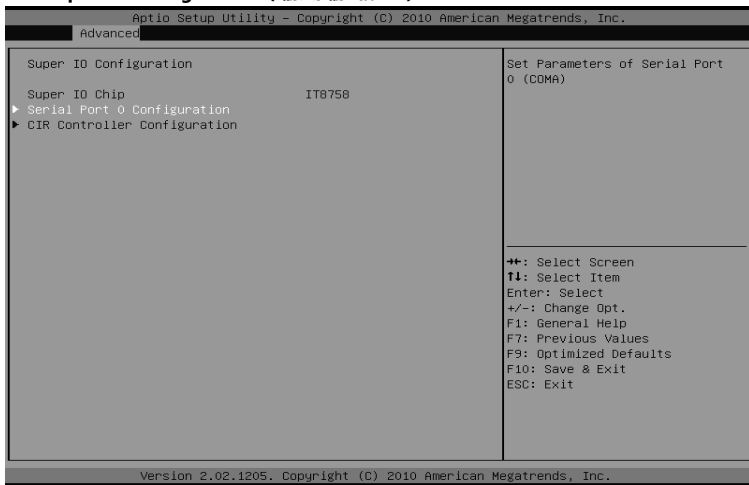 Aptio Setup Utility – Copyright (C) 2010 American Megatrends, Inc.
Advanced
Super IO Configuration
Super IO Chip IT8758
▶ Serial Port 0 Configuration
▶ CIR Controller Configuration
Set Parameters of Serial Port
0 (COMA)
→←: Select Screen
↑↓: Select Item
Enter: Select
+/-: Change Opt.
F1: General Help
F7: Previous Values
F9: Optimized Defaults
F10: Save & Exit
ESC: Exit
Version 2.02.1205. Copyright (C) 2010 American Megatrends, Inc.